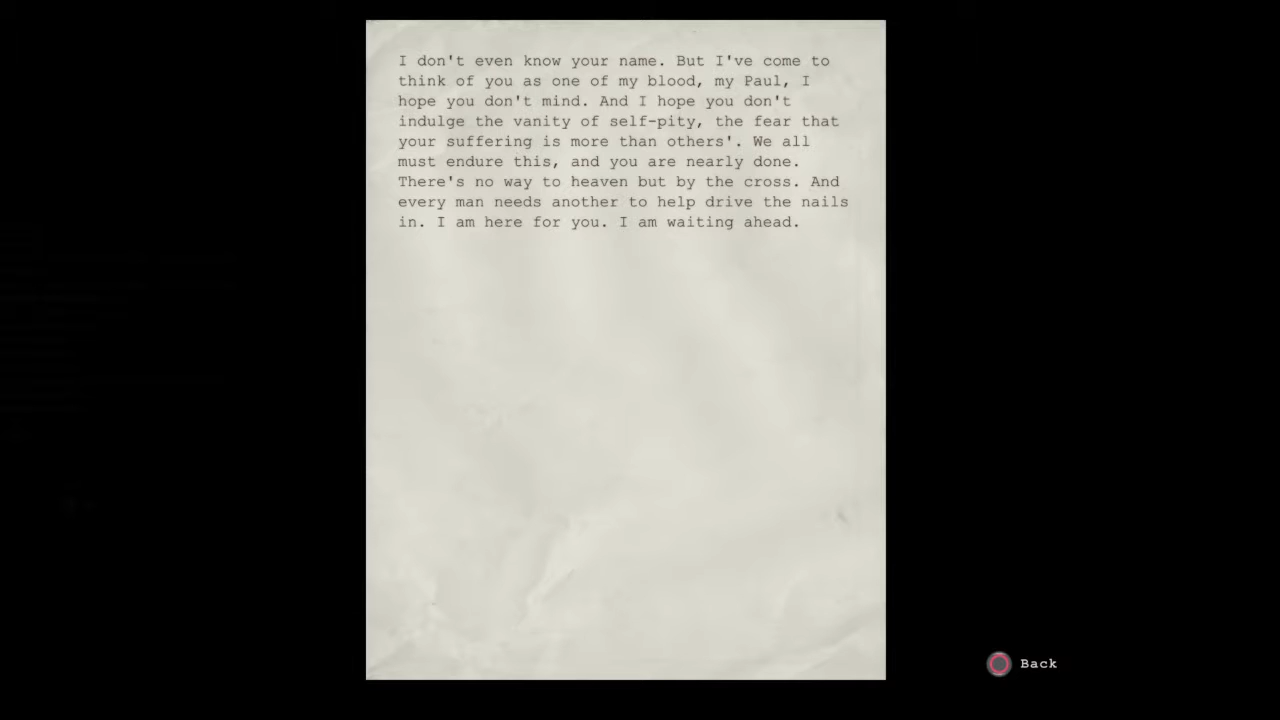 I don't even know your name. But I've come to
think of you as one of my blood, my Paul, I
hope you don't mind. And I hope you don't
indulge the vanity of self-pity, the fear that
your suffering is more than others'. We all
must endure this, and you are nearly done.
There's no way to heaven but by the cross. And
every man needs another to help drive the nails
in. I am here for you. I am waiting ahead.
Back